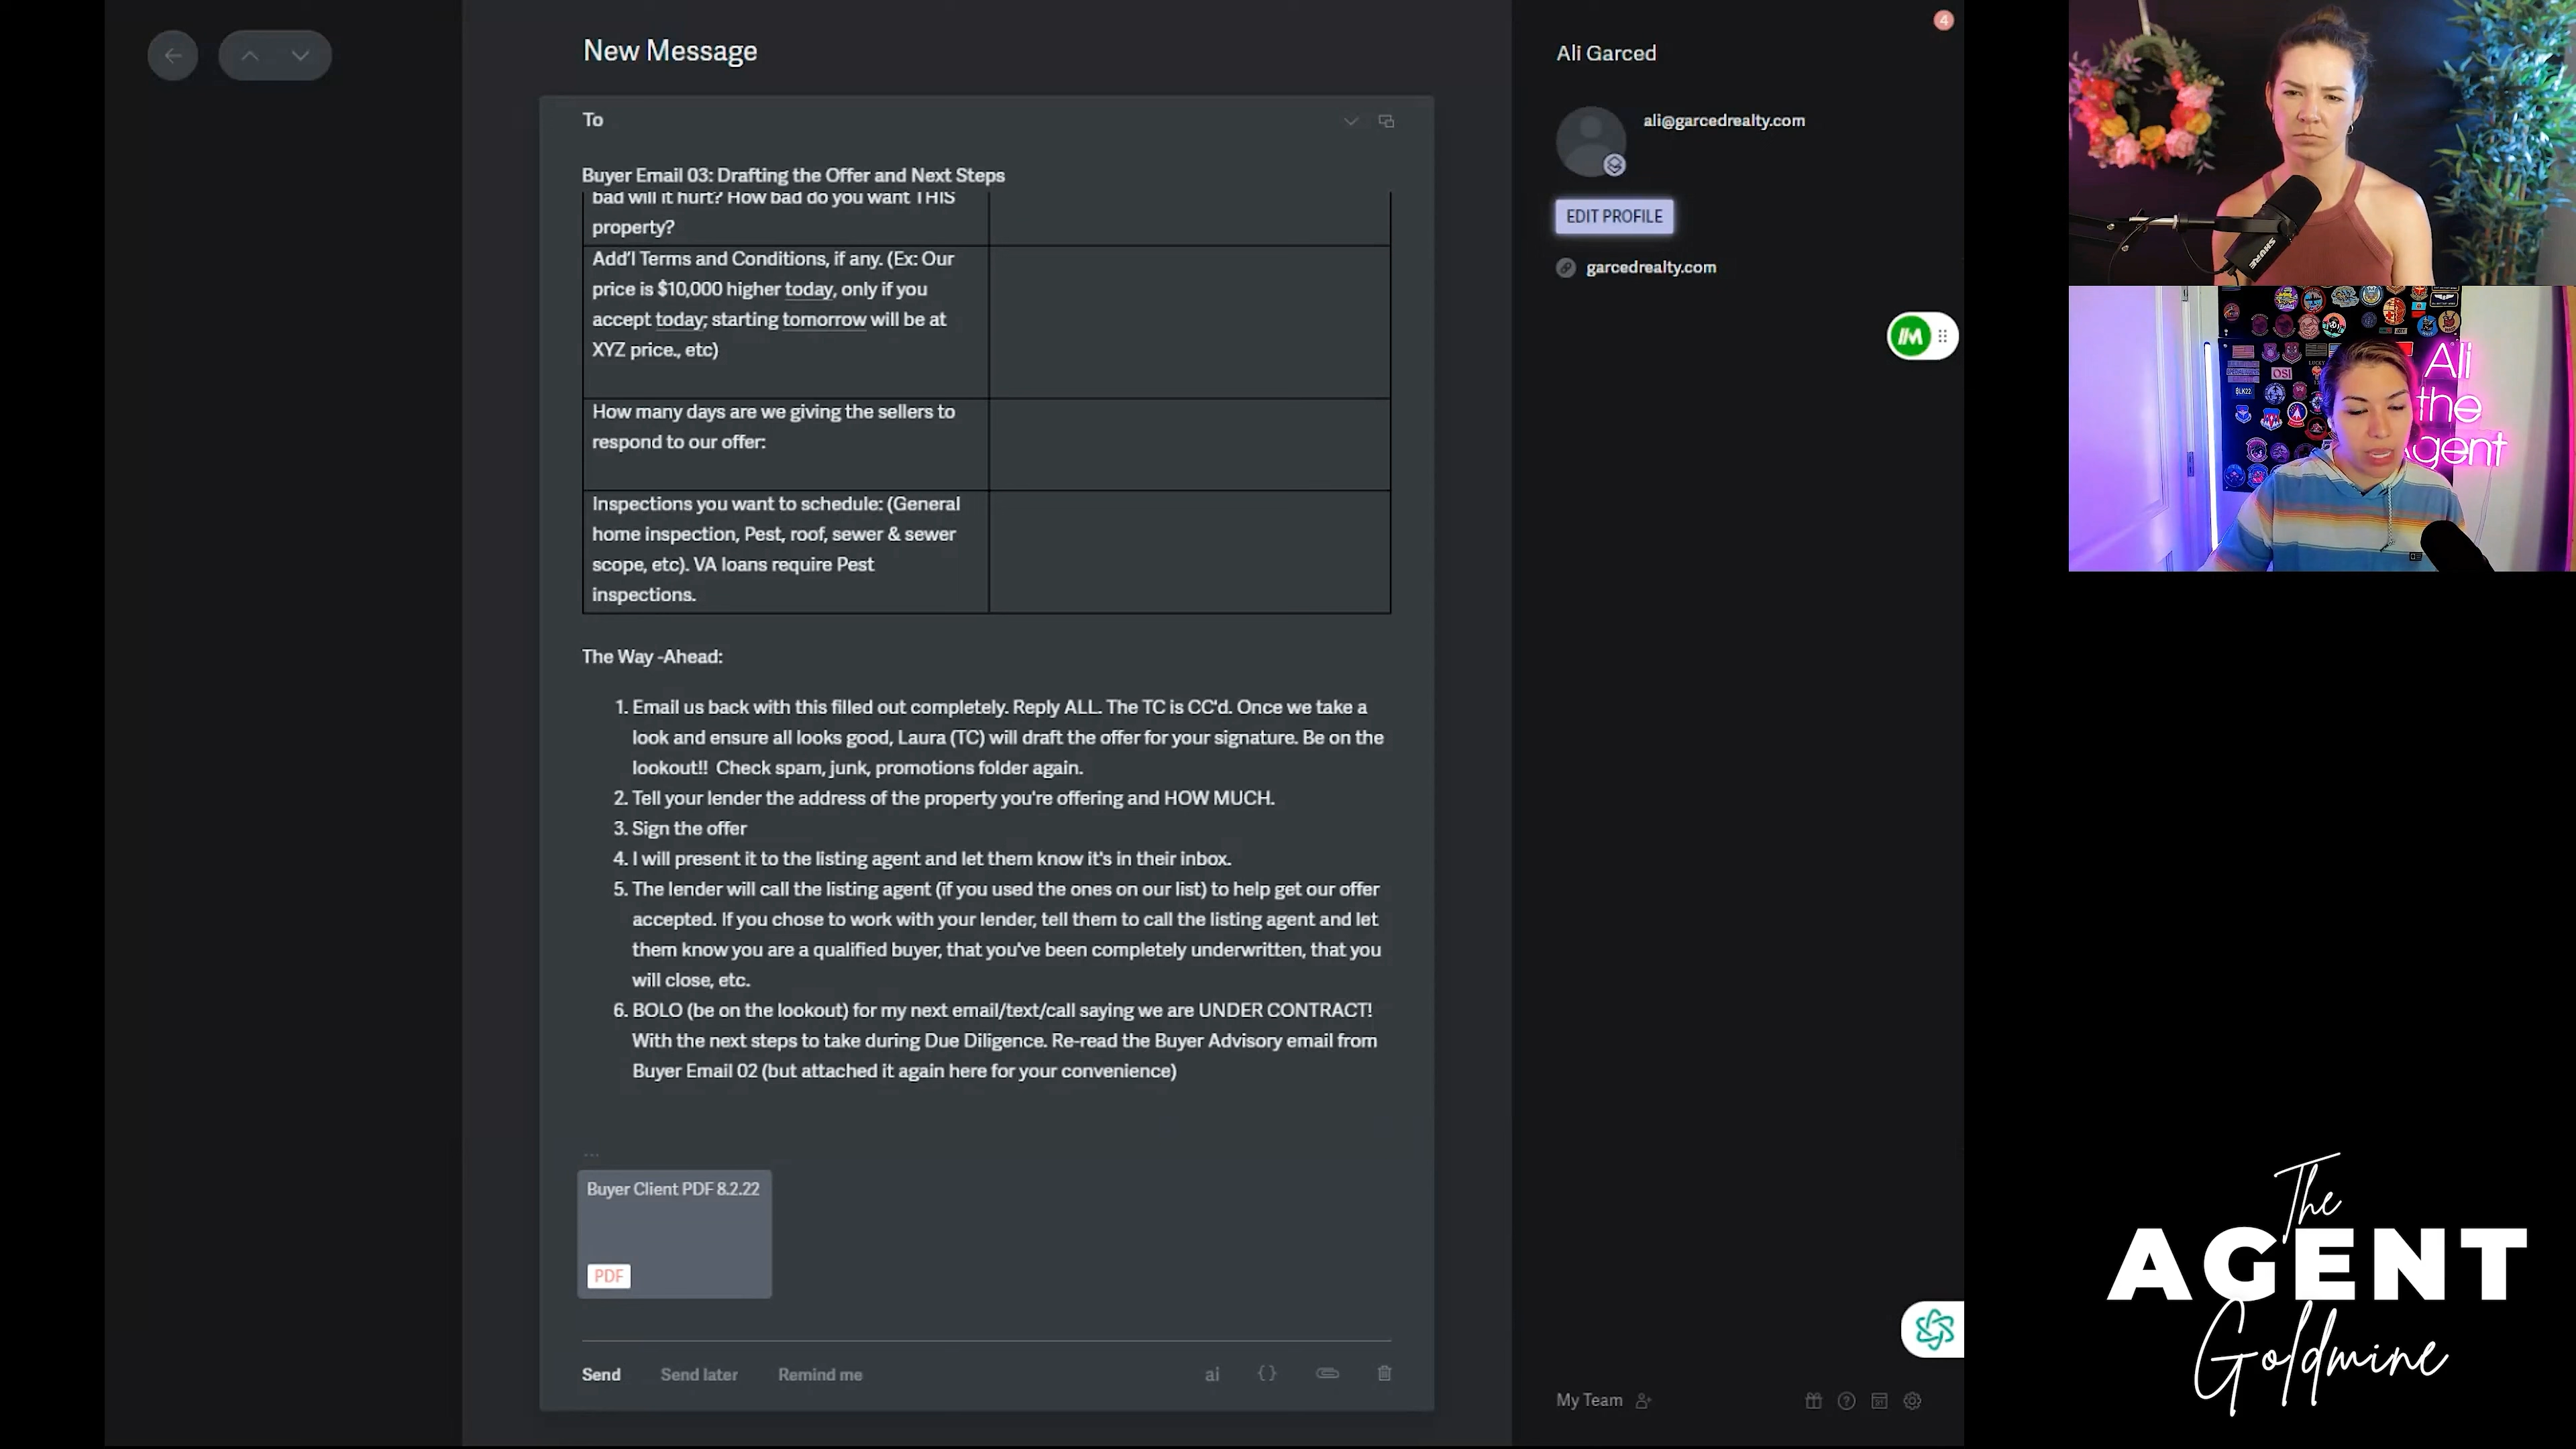 New Message
To
Buyer Email 03: Drafting the Offer and Next Steps
bad will it hurt? How bad do you want THIS
property?
Add'l Terms and Conditions, if any. (Ex: Our
price is $10,000 higher today, only if you
accept today; starting tomorrow will be at
XYZ price., etc)
How many days are we giving the sellers to
respond to our offer:
Inspections you want to schedule: (General
home inspection, Pest, roof, sewer & sewer
scope, etc). VA loans require Pest
inspections.
The Way -Ahead:
1. Email us back with this filled out completely. Reply ALL. The TC is CC'd. Once we take a
look and ensure all looks good, Laura (TC) will draft the offer for your signature. Be on the
lookout!! Check spam, junk, promotions folder again.
2. Tell your lender the address of the property you're offering and HOW MUCH.
3. Sign the offer
4. I will present it to the listing agent and let them know it's in their inbox.
5. The lender will call the listing agent (if you used the ones on our list) to help get our offer
accepted. If you chose to work with your lender, tell them to call the listing agent and let
them know you are a qualified buyer, that you've been completely underwritten, that you
will close, etc.
6. BOLO (be on the lookout) for my next email/text/call saying we are UNDER CONTRACT!
With the next steps to take during Due Diligence. Re-read the Buyer Advisory email from
Buyer Email 02 (but attached it again here for your convenience)
...
Buyer Client PDF 8.2.22
PDF
Send
Send later
Remind me
ai
{}
4
Ali Garced
ali@garcedrealty.com
EDIT PROFILE
garcedrealty.com
My Team
SHURE
OSI
Ali
the
Agent
The
AGENT
Goldmine